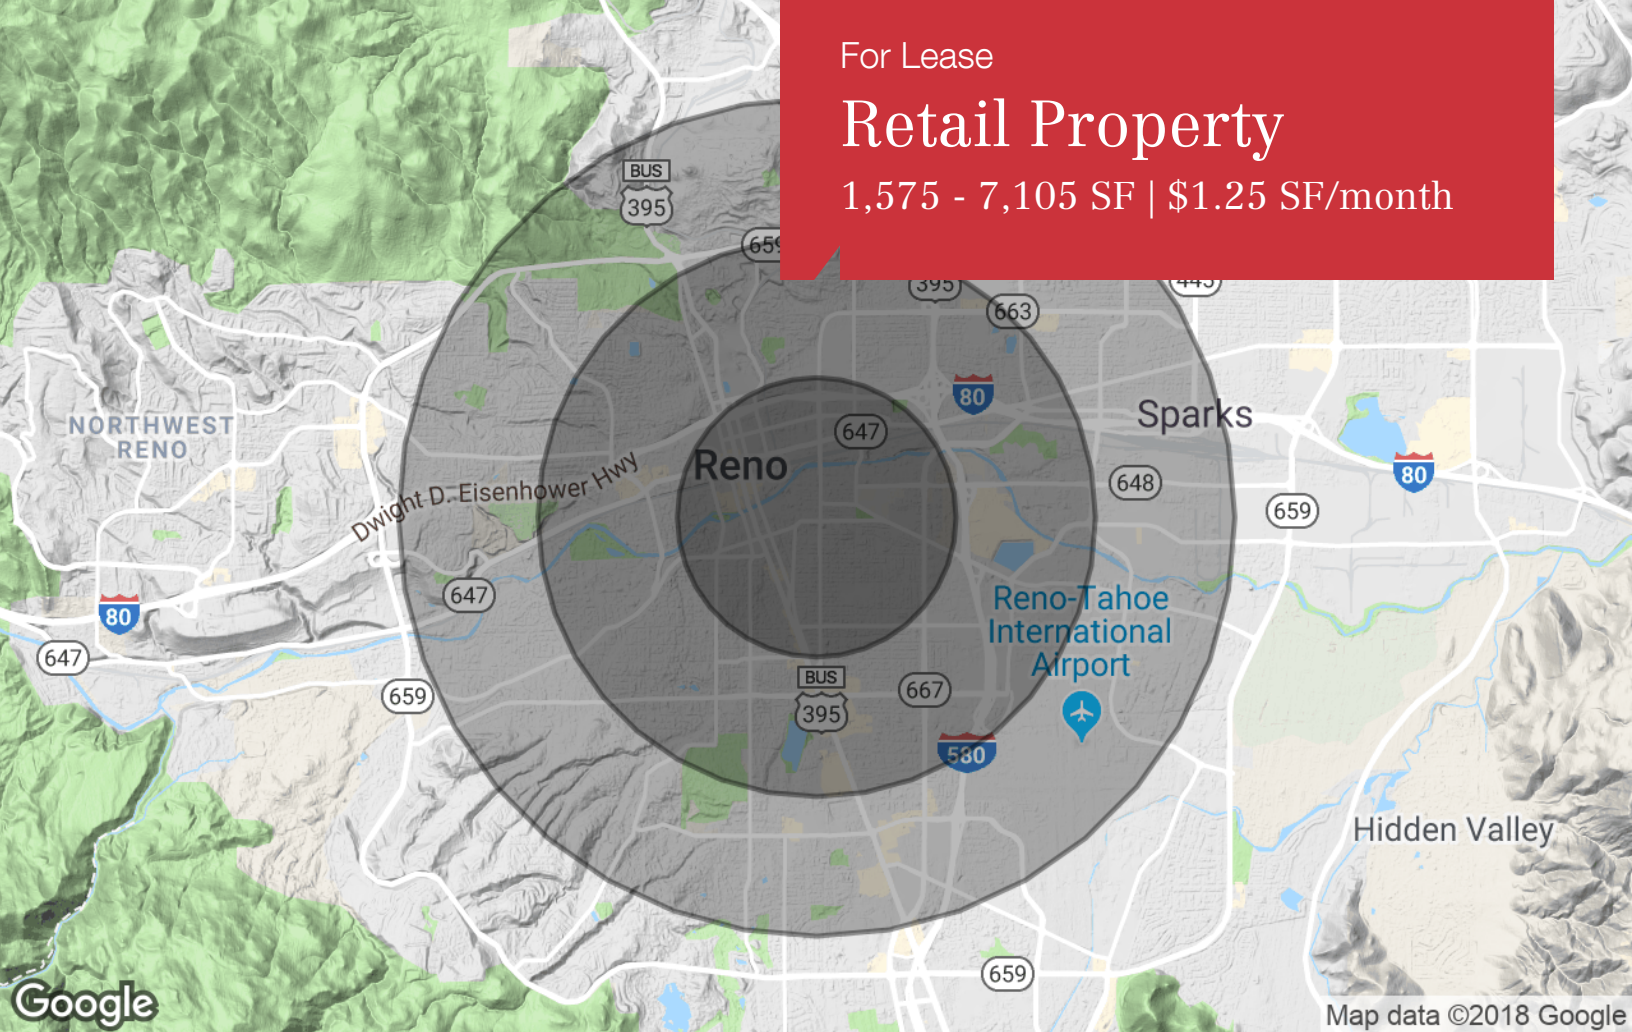 For Lease
Retail Property
1,575 - 7,105 SF | $1.25 SF/month
BUS
395
659
395
445
663
80
NORTHWEST
RENO
647
Sparks
Reno
Dwight D. Eisenhower Hwy
80
648
659
647
80
Reno-Tahoe
International
Airport
647
659
BUS
395
667
580
Hidden Valley
659
Google
Map data ©2018 Google